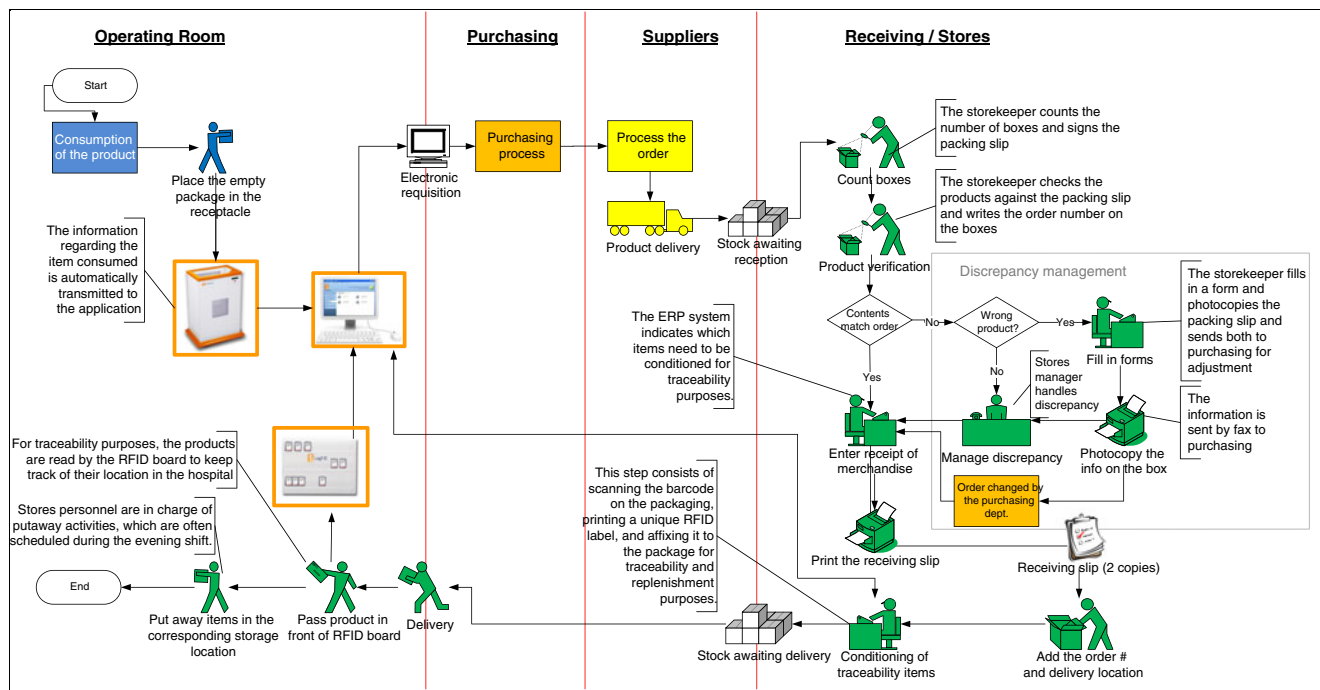 Operating Room
Purchasing
Suppliers
Receiving / Stores
Start
Consumption
of the product
Place the empty
package in the
receptacle
The information
regarding the
item consumed
is automatically
transmitted to
the application
Electronic
requisition
Purchasing
process
Process the
order
Product delivery
Stock awaiting
reception
The storekeeper counts the
number of boxes and signs the
packing slip
Count boxes
The storekeeper checks the
products against the packing slip
and writes the order number on
the boxes
Product verification
Discrepancy management
Contents
match order
No
Wrong
product?
Yes
Fill in forms
The storekeeper fills
in a form and
photocopies the
packing slip and
sends both to
purchasing for
adjustment
The ERP system
indicates which
items need to be
conditioned for
traceability
purposes.
Yes
No
Stores
manager
handles
discrepancy
The
information is
sent by fax to
purchasing
Enter receipt of
merchandise
Manage discrepancy
Photocopy the
info on the box
Order changed by
the purchasing
dept.
Print the receiving slip
Receiving slip (2 copies)
This step consists of
scanning the barcode
on the packaging,
printing a unique RFID
label, and affixing it to
the package for
traceability and
replenishment
purposes.
For traceability purposes, the products
are read by the RFID board to keep
track of their location in the hospital
Stores personnel are in charge of
putaway activities, which are often
scheduled during the evening shift.
End
Put away items in the
corresponding storage
location
Pass product in
front of RFID board
Delivery
Stock awaiting delivery
Conditioning of
traceability items
Add the order #
and delivery location